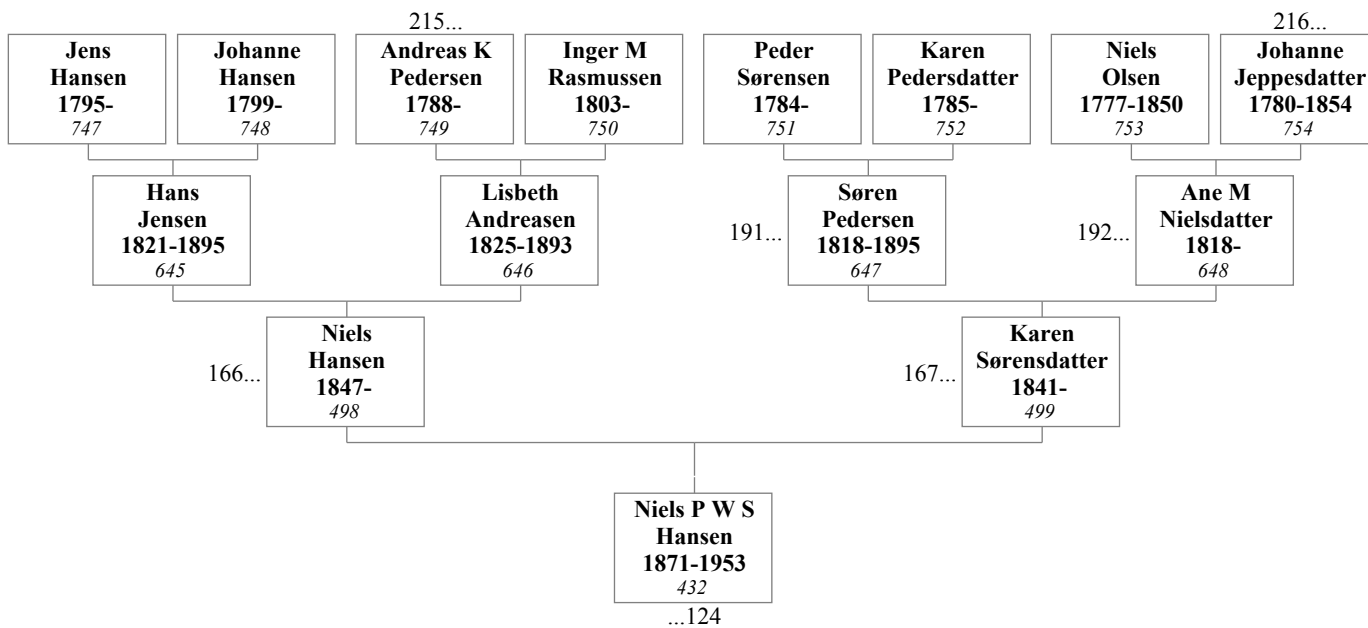 215...
216...
Jens
Hansen
1795-
747
Johanne
Hansen
1799-
748
Andreas K
Pedersen
1788-
749
Inger M
Rasmussen
1803-
750
Peder
Sørensen
1784-
751
Karen
Pedersdatter
1785-
752
Niels
Olsen
1777-1850
753
Johanne
Jeppesdatter
1780-1854
754
Hans
Jensen
1821-1895
645
Lisbeth
Andreasen
1825-1893
646
191...
Søren
Pedersen
1818-1895
647
192...
Ane M
Nielsdatter
1818-
648
166...
Niels
Hansen
1847-
498
167...
Karen
Sørensdatter
1841-
499
Niels P W S
Hansen
1871-1953
432
...124